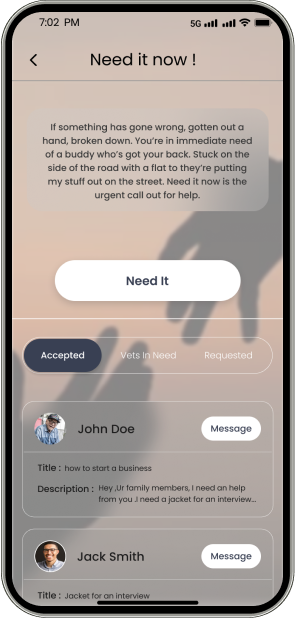 7:02 PM
5G
Need it now !
If something has gone wrong, gotten out a
hand, broken down. You're in immediate need
of a buddy who's got your back. Stuck on the
side of the road with a flat to they're putting
my stuff out on the street. Need it now is the
urgent call out for help.
Need It
Accepted Vets In Need Requested
John Doe Message
Title : how to start a business
Description : Hey ,Ur family members, I need an help
from you .I need a jacket for an interview...
Jack Smith Message
Title : Jacket for an interview